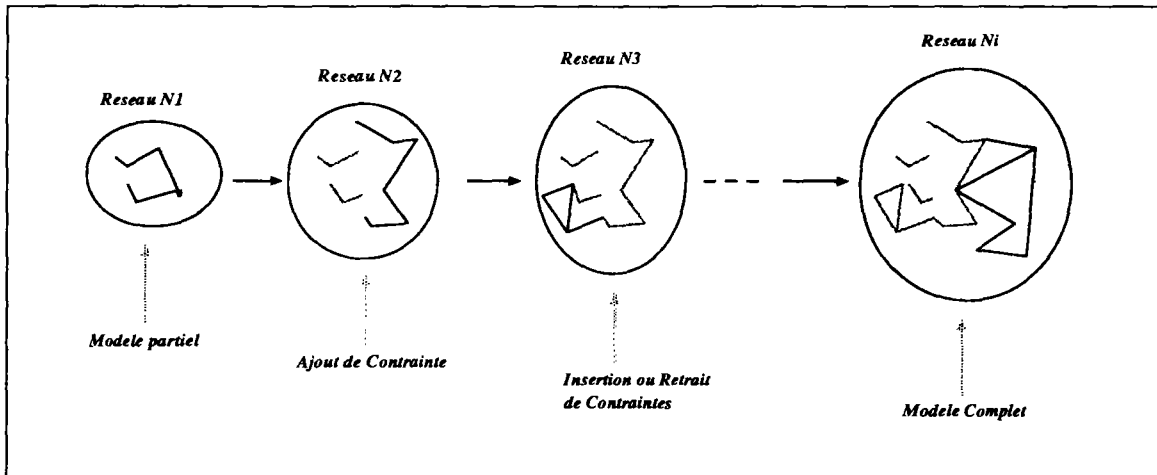 Reseau N1
Reseau N2
Reseau N3
Reseau Ni
Modele partiel
Ajout de Contrainte
Insertion ou Retrait
de Contraintes
Modele Complet